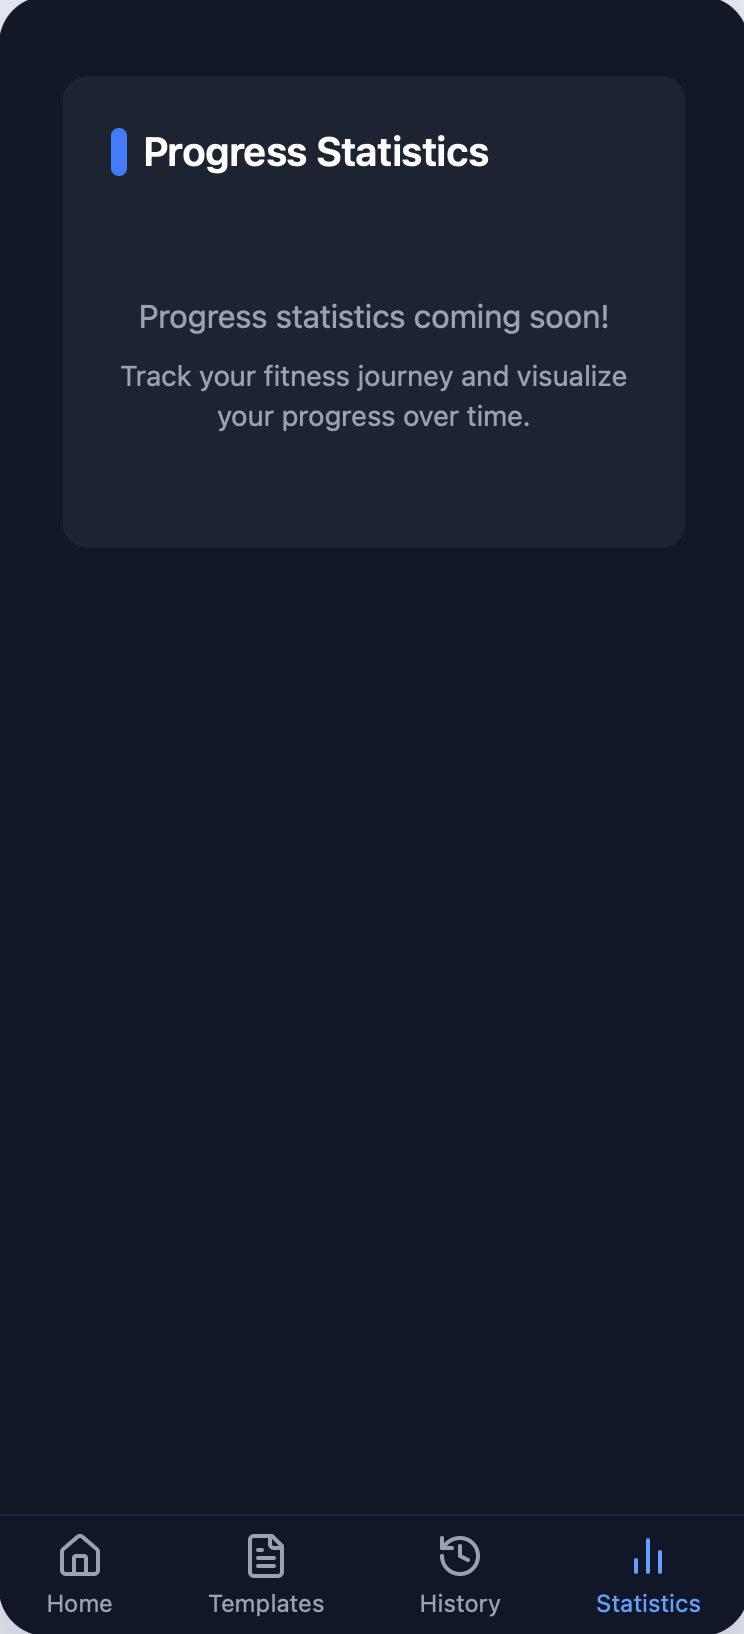 Progress Statistics
Progress statistics coming soon!
Track your fitness journey and visualize
your progress over time.
Home
Templates
History
Statistics